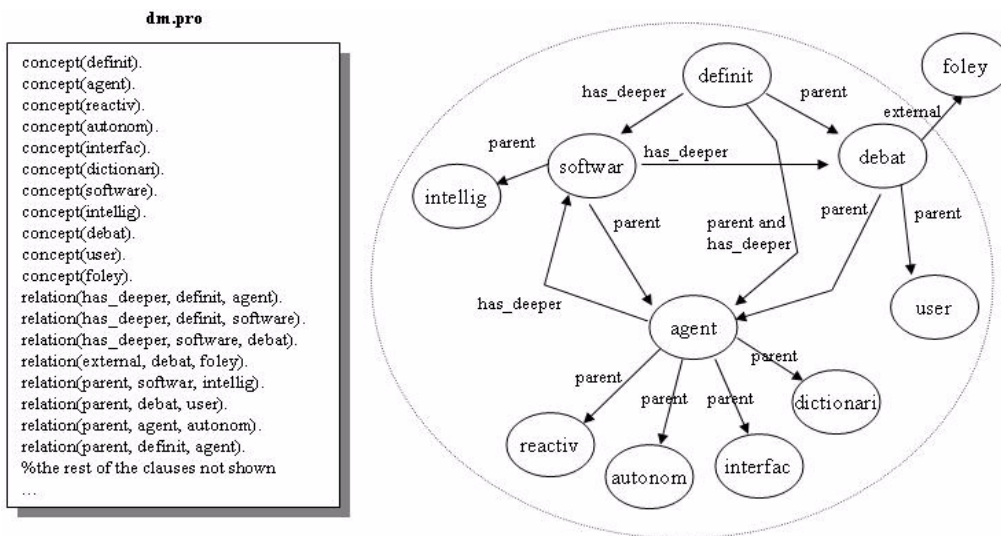 dm.pro
concept(definit).
concept(agent).
concept(reactiv).
concept(autonom).
concept(interfac).
concept(dictionari).
concept(software).
concept(intellig).
concept(debat).
concept(user).
concept(foley).
relation(has_deeper, definit, agent).
relation(has_deeper, definit, software).
relation(has_deeper, software, debat).
relation(external, debat, foley).
relation(parent, softwar, intellig).
relation(parent, debat, user).
relation(parent, agent, autonom).
relation(parent, definit, agent).
%the rest of the clauses not shown
...
foley
definit
has_deeper
parent
external
parent
softwar
has_deeper
debat
intellig
parent
parent and
has_deeper
parent
parent
has_deeper
user
agent
parent
parent
parent
parent
dictionari
reactiv
autonom
interfac